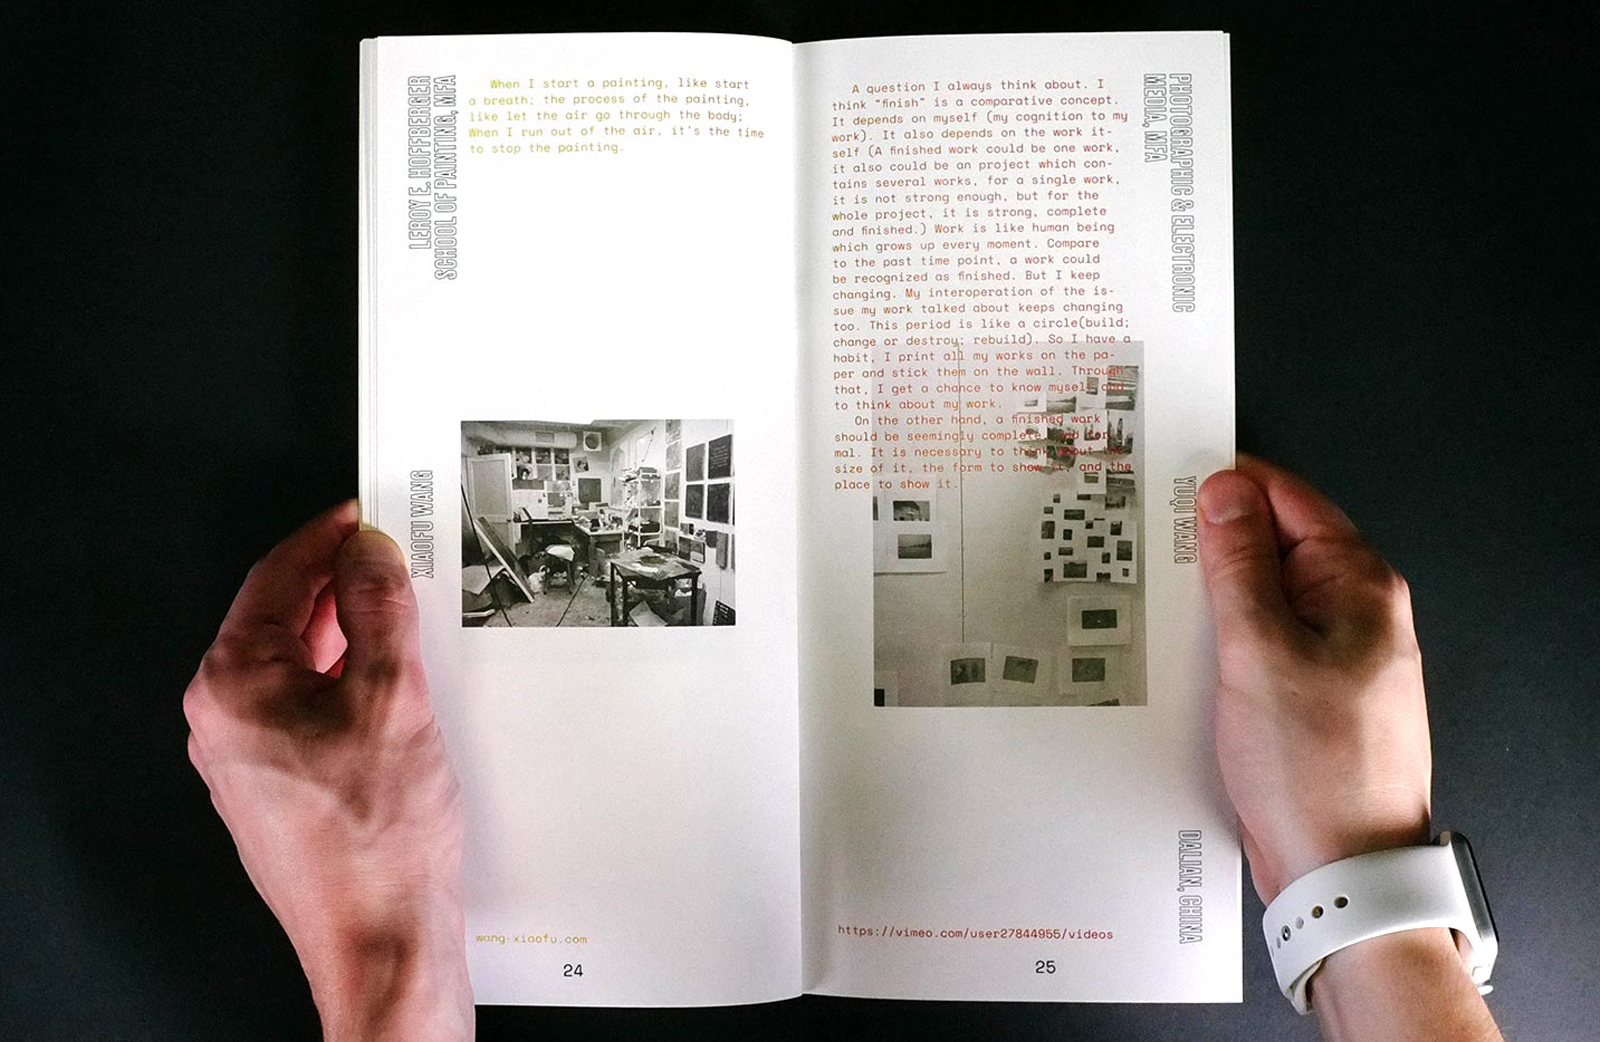 LEROY E. HOFFBERGER
SCHOOL OF PAINTING, MFA
When I start a painting, like start
a breath; the process of the painting,
like let the air go through the body;
When I run out of the air, it's the time
to stop the painting.
XIAOFU WANG
wang-xiaofu.com
24
A question I always think about. I
think "finish" is a comparative concept.
It depends on myself (my cognition to my
work). It also depends on the work it-
self (A finished work could be one work,
it also could be an project which con-
tains several works, for a single work,
it is not strong enough, but for the
whole project, it is strong, complete
and finished.) Work is like human being
which grows up every moment. Compare
to the past time point, a work could
be recognized as finished. But I keep
changing. My interoperation of the is-
sue my work talked about keeps changing
too. This period is like a circle(build;
change or destroy; rebuild). So I have a
habit, I print all my works on the pa-
per and stick them on the wall. Through
that, I get a chance to know myself and
to think about my work.
On the other hand, a finished work
should be seemingly complete and for
mal. It is necessary to think about the
size of it, the form to show it, and the
place to show it.
PHOTOGRAPHIC & ELECTRONIC
MEDIA, MFA
YUQI WANG
DALIAN, CHINA
https://vimeo.com/user27844955/videos
25